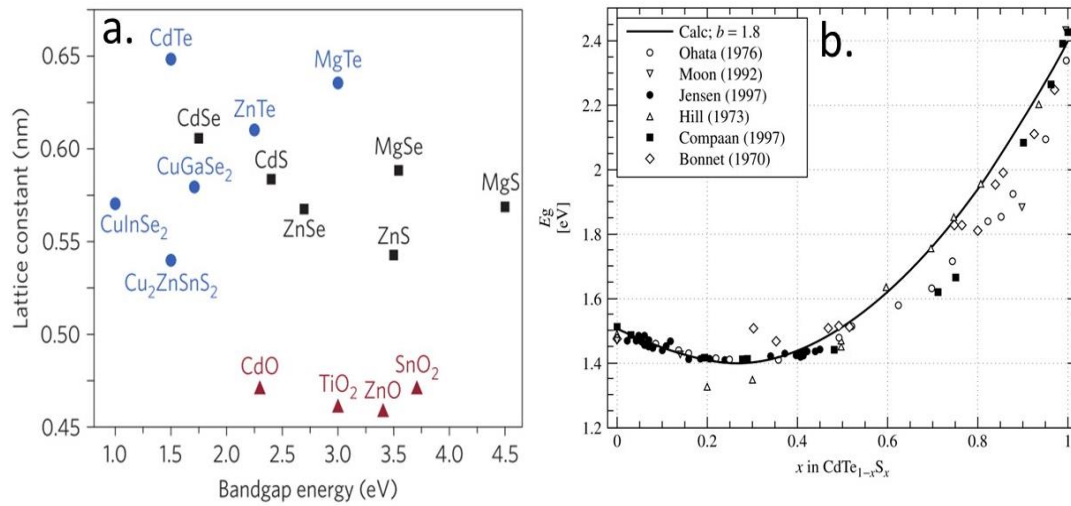 a.
0.65
0.60
0.55
0.50
0.45
Lattice constant (nm)
CdTe
MgTe
CdSe
ZnTe
CdS
MgSe
CuGaSe₂
MgS
CuInSe₂
ZnSe
ZnS
Cu₂ZnSnS₂
CdO
TiO₂
ZnO
SnO₂
1.0 1.5 2.0 2.5 3.0 3.5 4.0 4.5
Bandgap energy (eV)
b.
Calc; b = 1.8
Ohata (1976)
Moon (1992)
Jensen (1997)
Hill (1973)
Compaan (1997)
Bonnet (1970)
2.4
2.2
2
1.8
1.6
1.4
1.2
Eg
[eV]
0 0.2 0.4 0.6 0.8 1
x in CdTe₁₋ₓSₓ